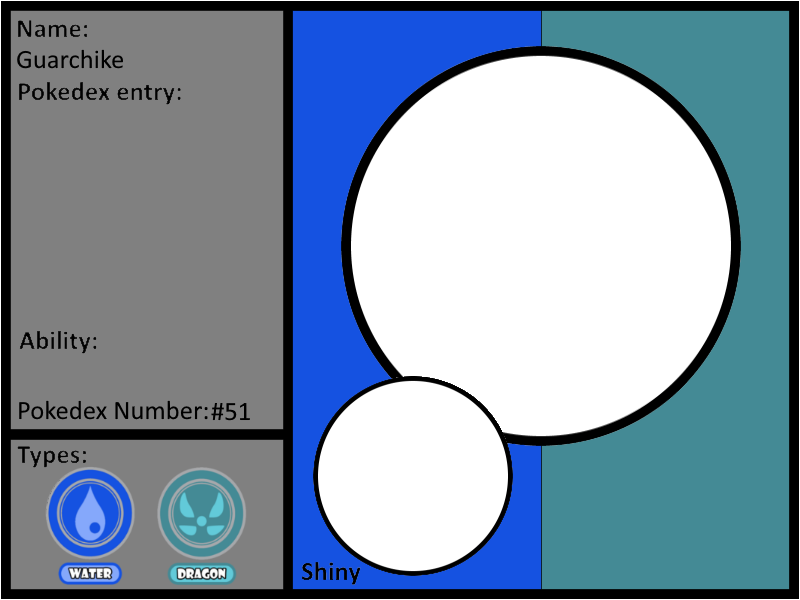 Name:
Guarchike
Pokedex entry:
Ability:
Pokedex Number:#51
Types:
WATER
DRAGON
Shiny